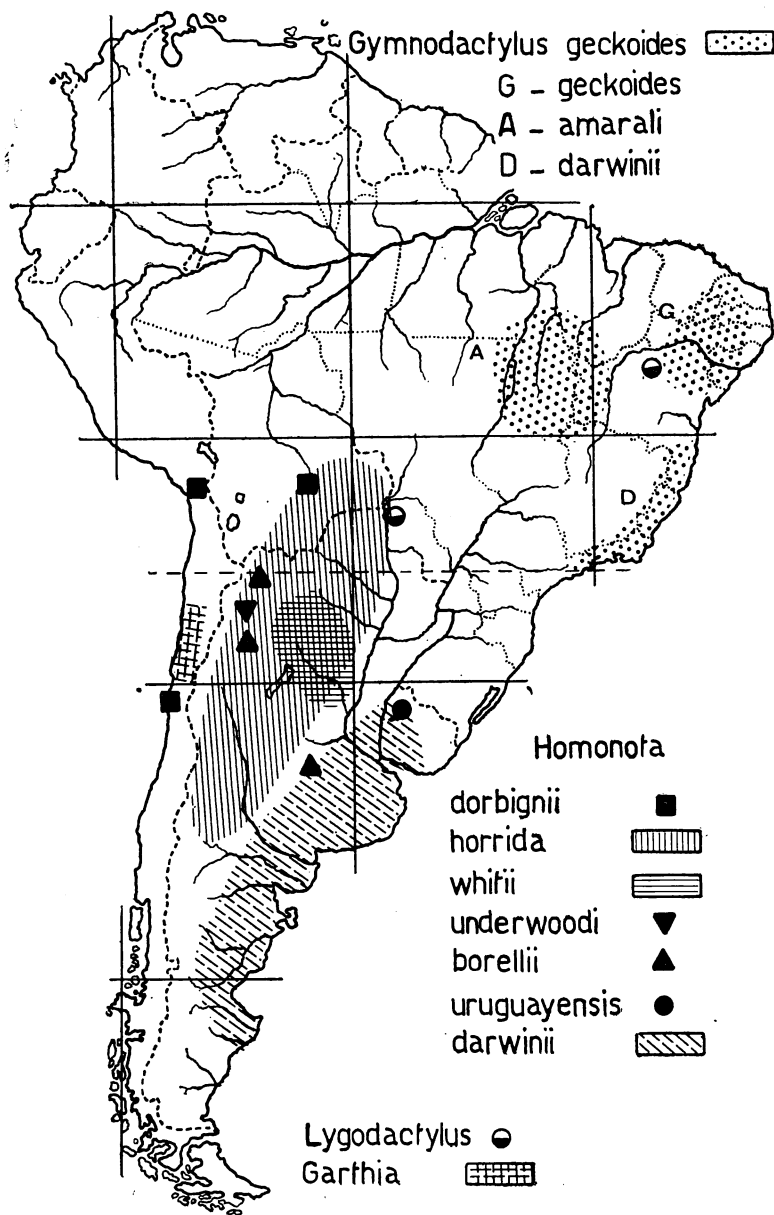 Gymnodactylus geckoides
G - geckoides
A - amarali
D - darwinii
G
A
D
Homonota
dorbignii
horrida
whitii
underwoodi
borellii
uruguayensis
darwinii
Lygodactylus
Garthia